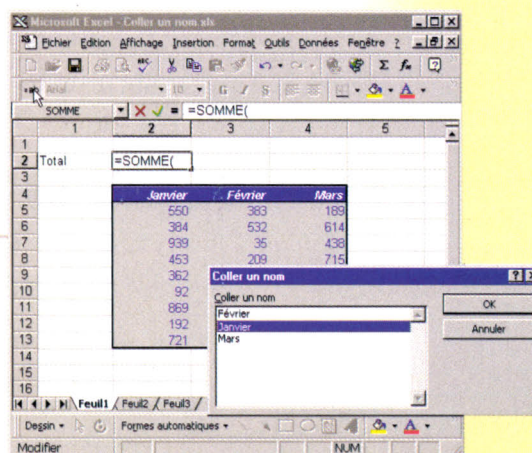 Microsoft Excel - Coller un nom.xls
Fichier Edition Affichage Insertion Format Outils Données Fenêtre ?
Arial 10 G I S
SOMME =SOMME(
1 2 3 4 5
1
2 Total =SOMME(
3
4 Janvier Février Mars
5 550 383 189
6 384 532 614
7 939 35 438
8 453 209 715
9 362
10 92
11 869
12 192
13 721
14
15
16
Coller un nom
Coller un nom
Février
Janvier
Mars
OK
Annuler
Feuil1 Feuil2 Feuil3
Dessin Formes automatiques
Modifier NUM